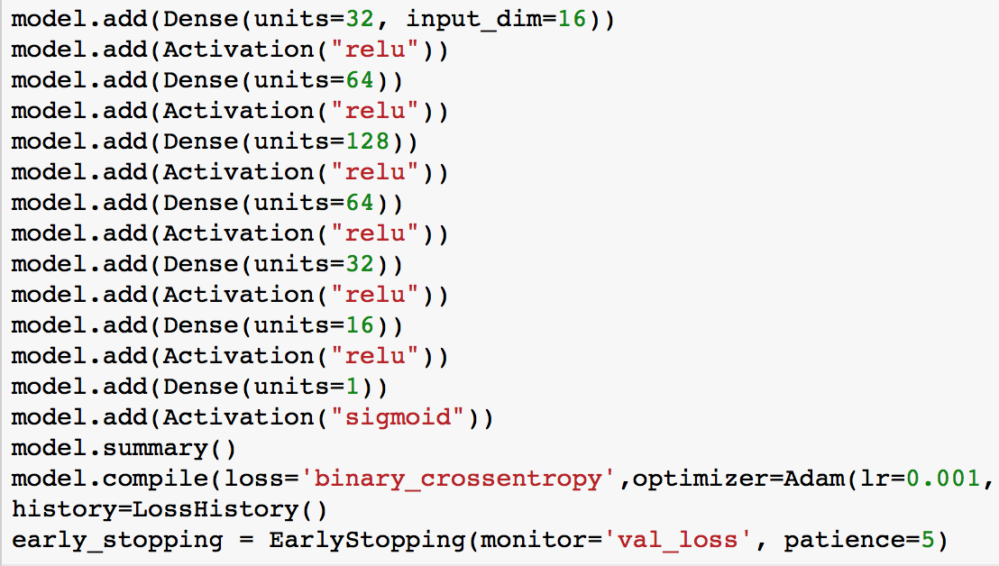 model.add(Dense(units=32, input_dim=16))
model.add(Activation("relu"))
model.add(Dense(units=64))
model.add(Activation("relu"))
model.add(Dense(units=128))
model.add(Activation("relu"))
model.add(Dense(units=64))
model.add(Activation("relu"))
model.add(Dense(units=32))
model.add(Activation("relu"))
model.add(Dense(units=16))
model.add(Activation("relu"))
model.add(Dense(units=1))
model.add(Activation("sigmoid"))
model.summary()
model.compile(loss='binary_crossentropy',optimizer=Adam(lr=0.001,
history=LossHistory()
early_stopping = EarlyStopping(monitor='val_loss', patience=5)